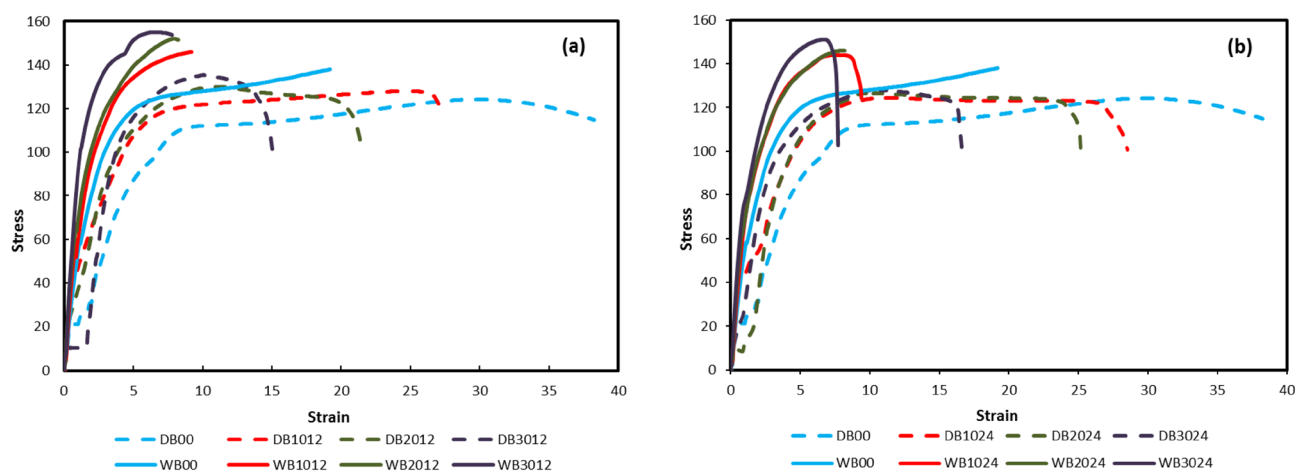 160
140
120
100
80
60
40
20
0
Stress
(a)
0 5 10 15 20 25 30 35 40
Strain
DB00 DB1012 DB2012 DB3012
WB00 WB1012 WB2012 WB3012
160
140
120
100
80
60
40
20
0
Stress
(b)
0 5 10 15 20 25 30 35 40
Strain
DB00 DB1024 DB2024 DB3024
WB00 WB1024 WB2024 WB3024